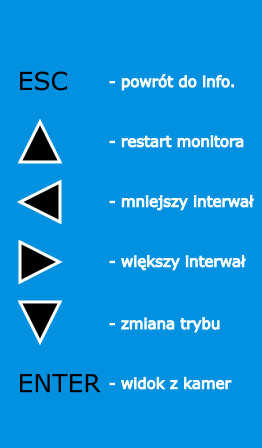 ESC - powrót do info.
- restart monitora
- mniejszy interwał
- większy interwał
- zmiana trybu
ENTER - widok z kamer